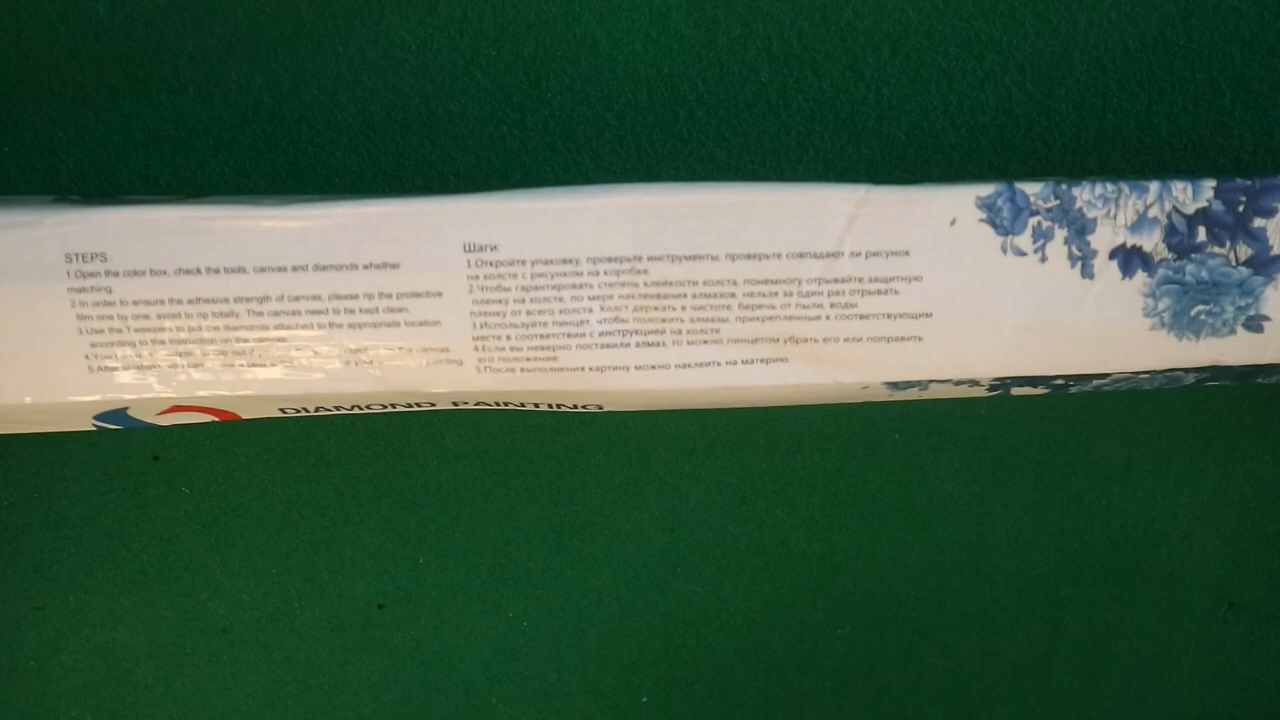 STEPS:
1.Open the color box, check the tools, canvas and diamonds whether
matching.
2.In order to ensure the adhesive strength of canvas, please rip the protective
film one by one, avoid to rip totally. The canvas need to be kept clean.
3.Use the Tweezers to put the diamonds attached to the appropriate location
according to the instruction on the canvas.
4.You
5.After you can
Шаги:
1.Откройте упаковку, проверьте инструменты, проверьте совпадают ли рисунок
на холсте с рисунком на коробке.
2.Чтобы гарантировать степень клейкости холста, понемногу отрывайте защитную
пленку на холсте, по мере наклеивания алмазов, нельзя за один раз отрывать
пленку от всего холста. Холст держать в чистоте, беречь от пыли, воды.
3.Используйте пинцет, чтобы положить алмазы, прикрепленные к соответствующим
месте в соответствии с инструкцией на холсте.
4.Если вы неверно поставили алмаз, то можно пинцетом убрать его или поправить
его положение.
5.После выполнения картину можно наклеить на материю.
DIAMOND PAINTING